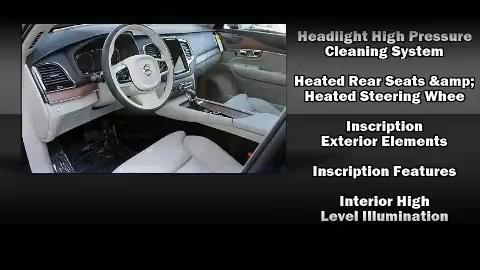 Headlight High Pressure
Cleaning System
Heated Rear Seats &amp;
Heated Steering Whee
Inscription
Exterior Elements
Inscription Features
Interior High
Level Illumination